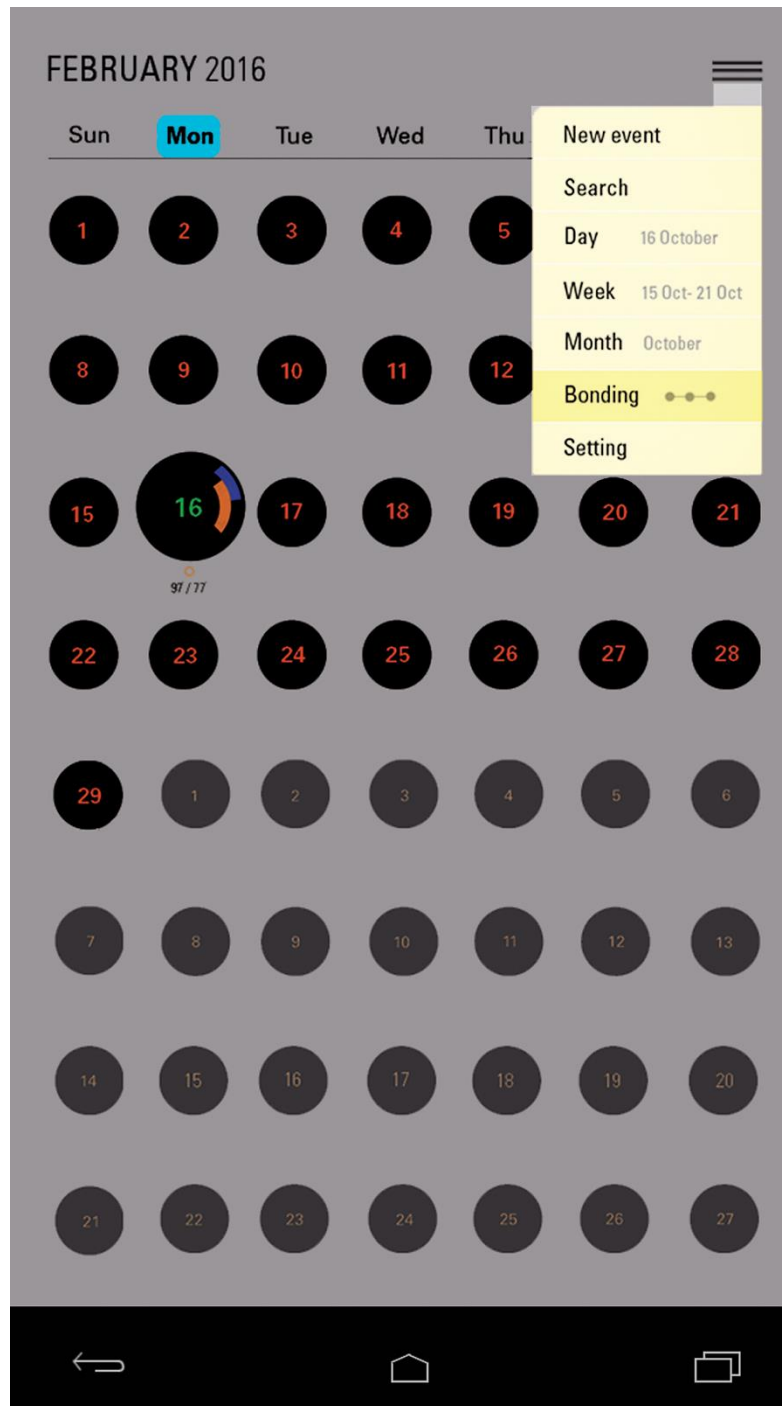 FEBRUARY 2016
Sun Mon Tue Wed Thu
New event
Search
Day 16 October
Week 15 Oct- 21 Oct
Month October
Bonding
Setting
1 2 3 4 5
8 9 10 11 12
15 16 17 18 19 20 21
97 / 77
22 23 24 25 26 27 28
29 1 2 3 4 5 6
7 8 9 10 11 12 13
14 15 16 17 18 19 20
21 22 23 24 25 26 27